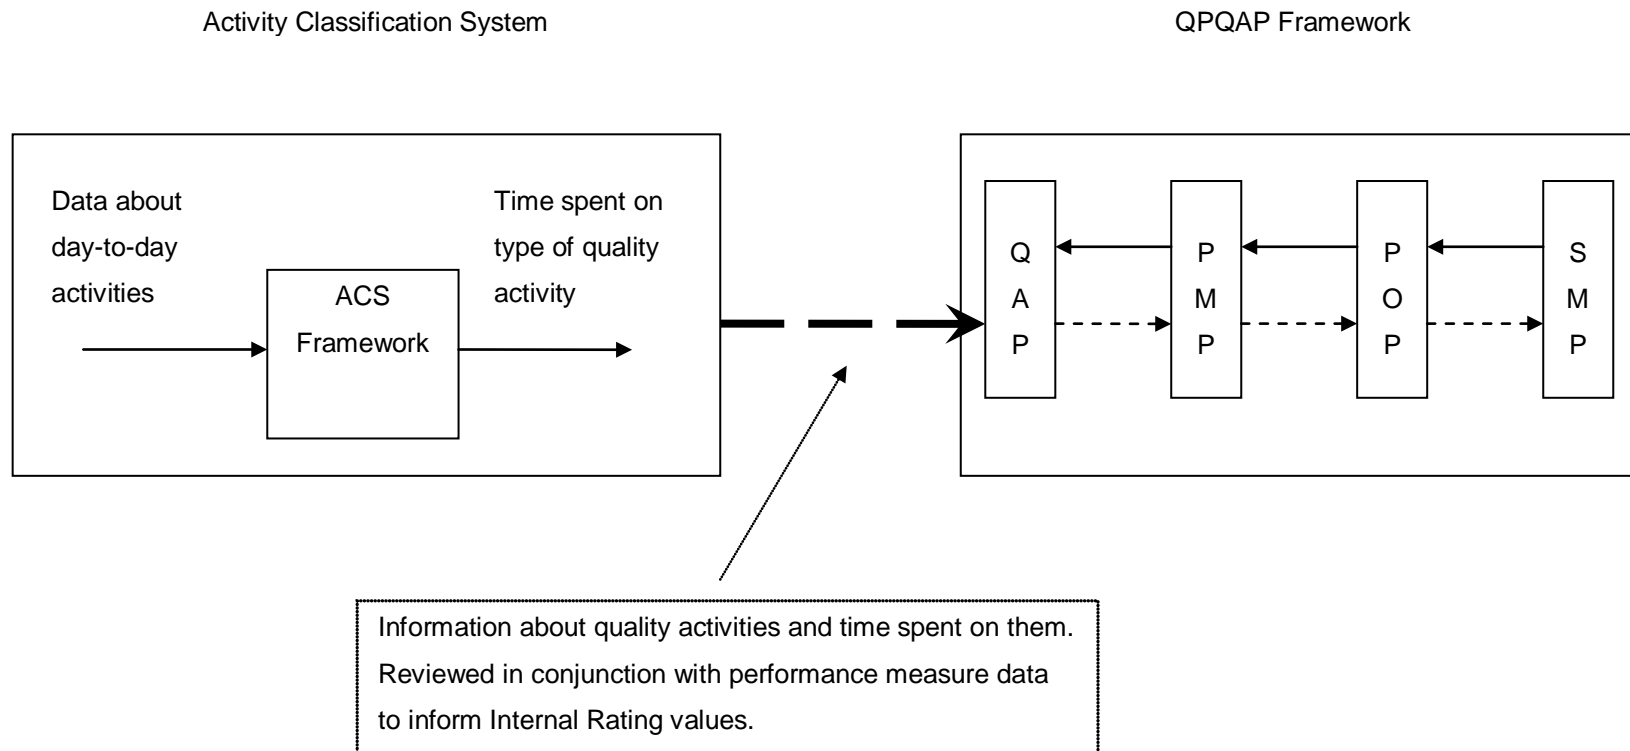 Activity Classification System
QPQAP Framework
Data about
day-to-day
activities
ACS
Framework
Time spent on
type of quality
activity
Q
A
P
P
M
P
P
O
P
S
M
P
Information about quality activities and time spent on them.
Reviewed in conjunction with performance measure data
to inform Internal Rating values.